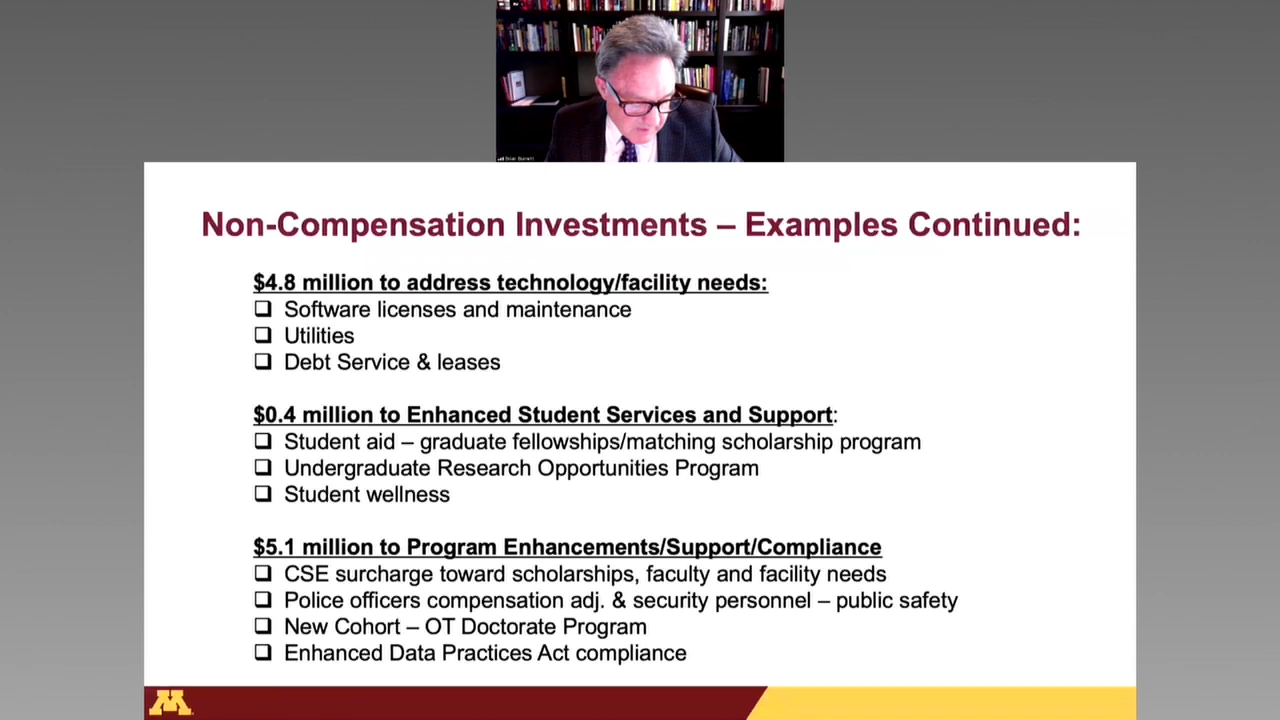 Brian Burnett
Non-Compensation Investments – Examples Continued:
$4.8 million to address technology/facility needs:
❑ Software licenses and maintenance
❑ Utilities
❑ Debt Service & leases
$0.4 million to Enhanced Student Services and Support:
❑ Student aid – graduate fellowships/matching scholarship program
❑ Undergraduate Research Opportunities Program
❑ Student wellness
$5.1 million to Program Enhancements/Support/Compliance
❑ CSE surcharge toward scholarships, faculty and facility needs
❑ Police officers compensation adj. & security personnel – public safety
❑ New Cohort – OT Doctorate Program
❑ Enhanced Data Practices Act compliance
M